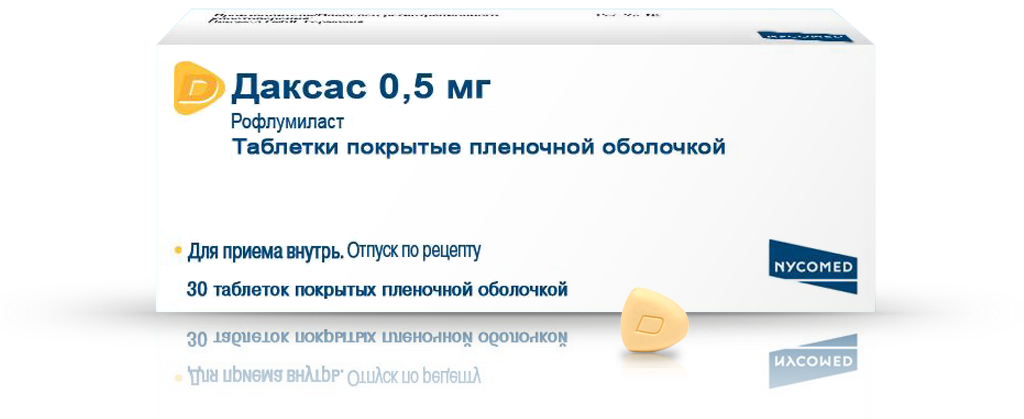 Даксас 0,5 мг
Рофлумиласт
Таблетки покрытые пленочной оболочкой
Для приема внутрь. Отпуск по рецепту
NYCOMED
30 таблеток покрытых пленочной оболочкой
D